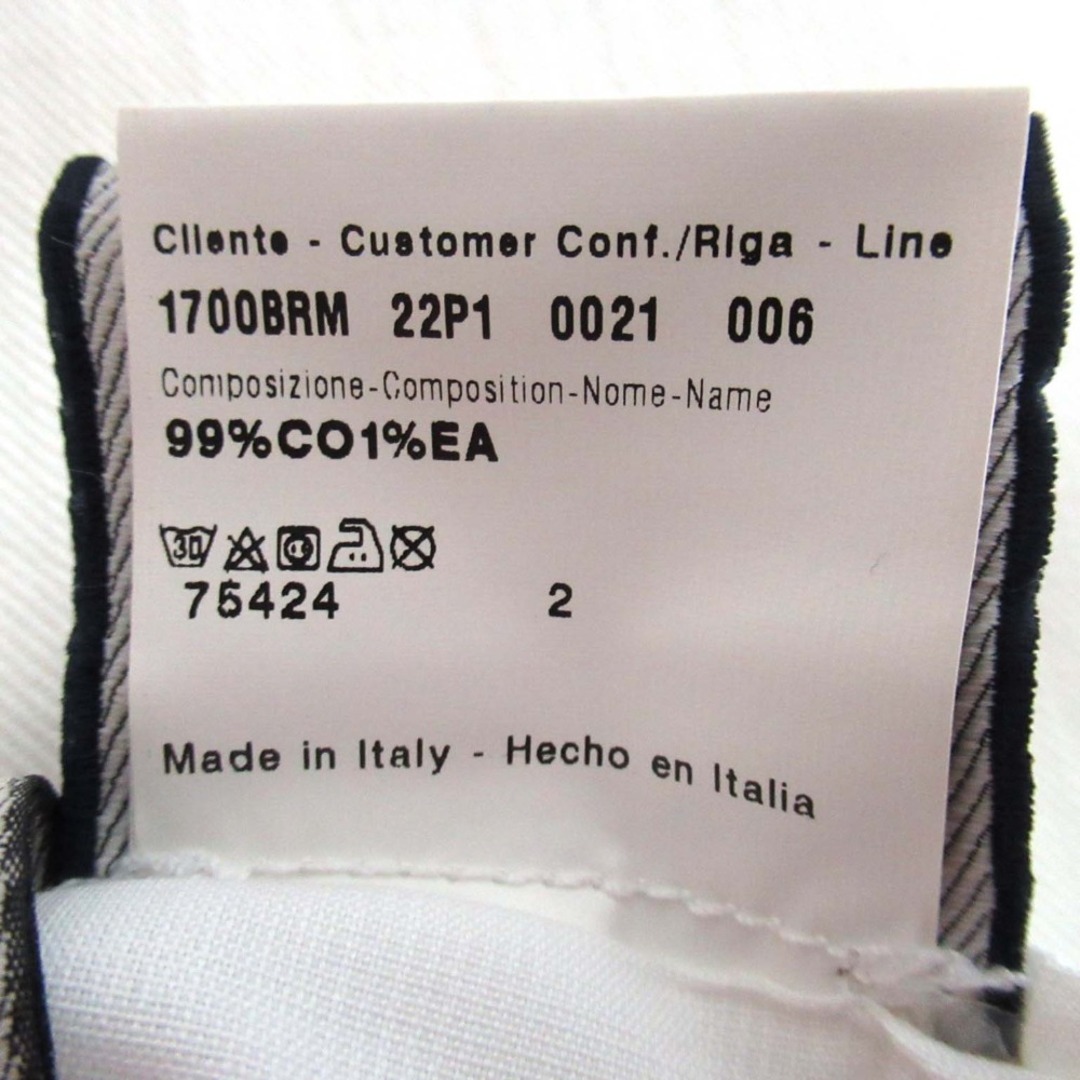 Cliente - Customer Conf./Riga - Line
1700BRM 22P1 0021 006
Composizione-Composition-Nome-Name
99%CO1%EA
30
75424 2
Made in Italy - Hecho en Italia